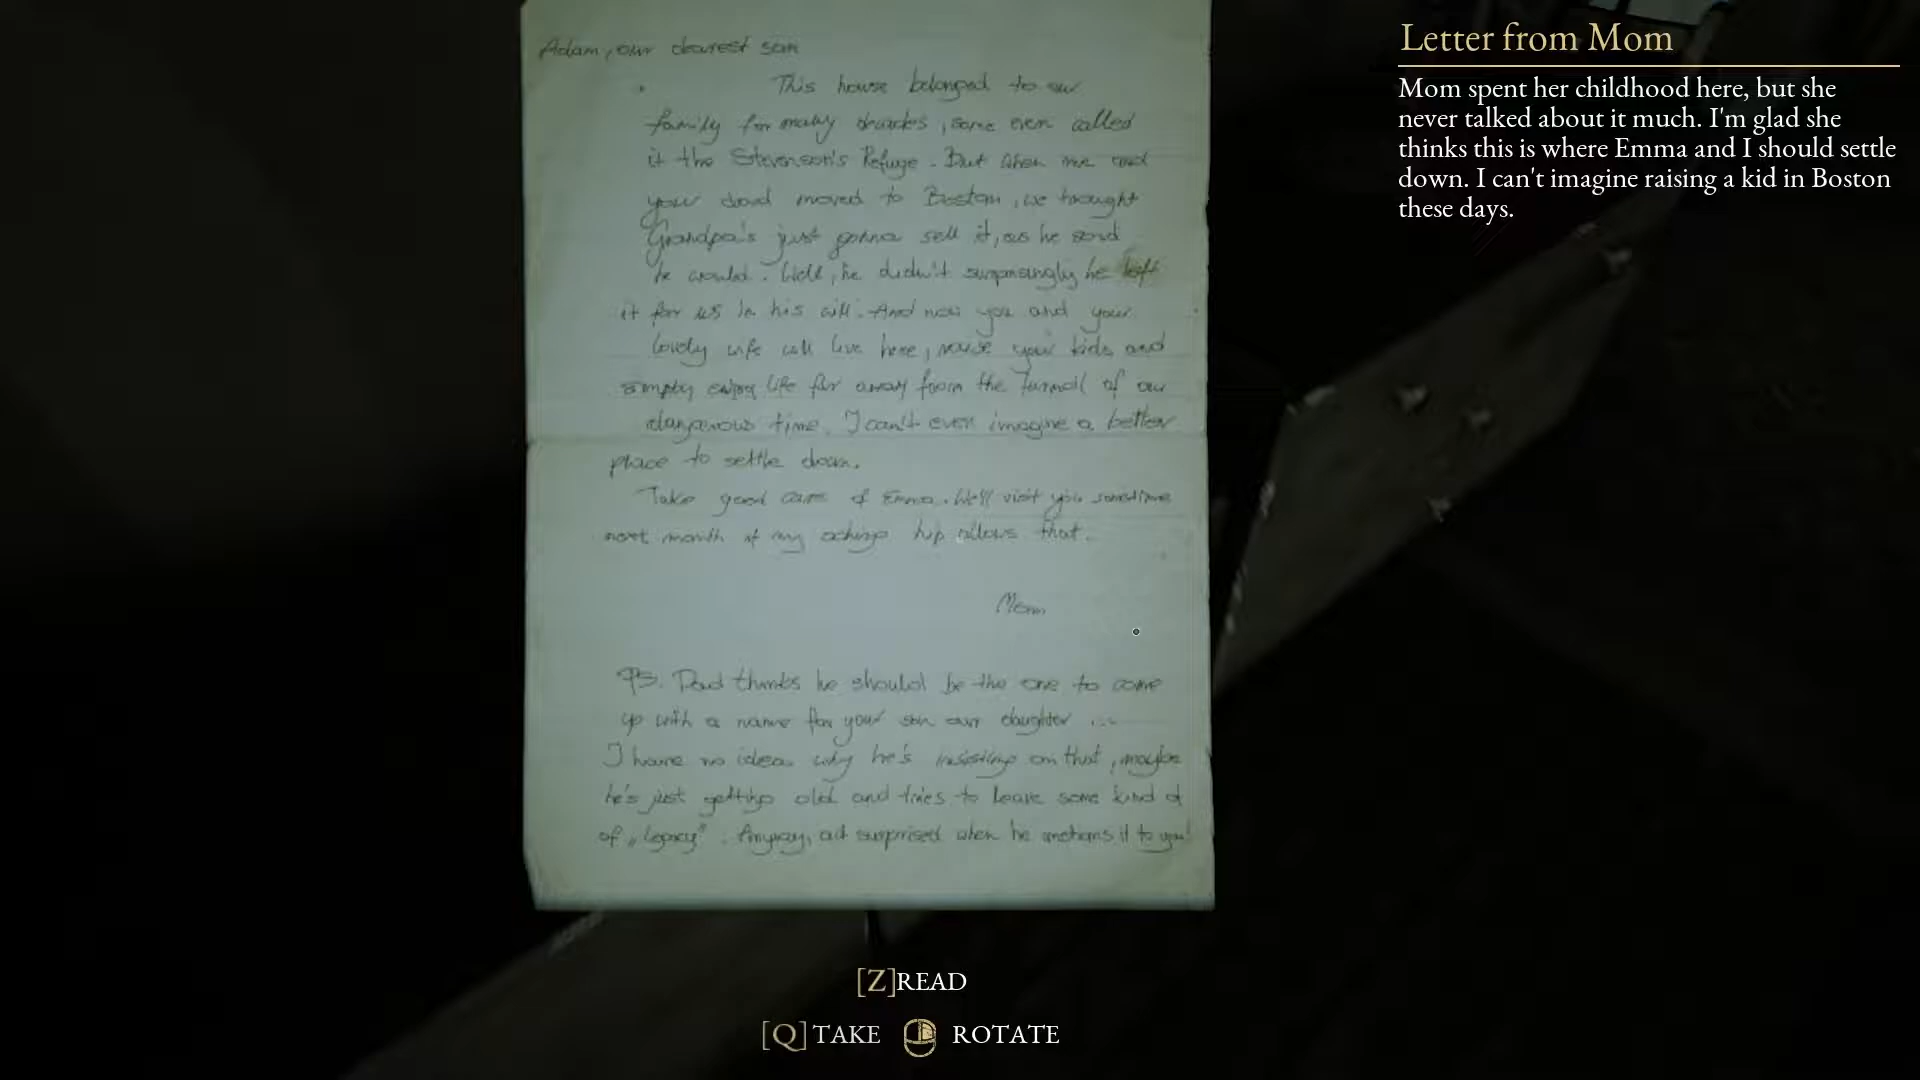 Adam, our dearest son
This house belonged to our
family for many decades, some even called
it the Stevenson's Refuge. But when me and
your dad moved to Boston, we thought
Grandpa's just gonna sell it, as he said
he would. Well, he didn't surprisingly he left
it for us in his will. And now you and your
lovely wife will live here, raise your kids and
simply enjoy life far away from the turmoil of our
dangerous time. I can't even imagine a better
place to settle down.
Take good care of Emma. We'll visit you sometime
next month if my aching hip allows that.
Mom
PS. Dad thinks he should be the one to come
up with a name for your son our daughter ...
I have no idea why he's insisting on that, maybe
he's just getting old and tries to leave some kind of
of „legacy". Anyway, act surprised when he mentions it to you!
Letter from Mom
Mom spent her childhood here, but she
never talked about it much. I'm glad she
thinks this is where Emma and I should settle
down. I can't imagine raising a kid in Boston
these days.
[Z]READ
[Q]TAKE ROTATE